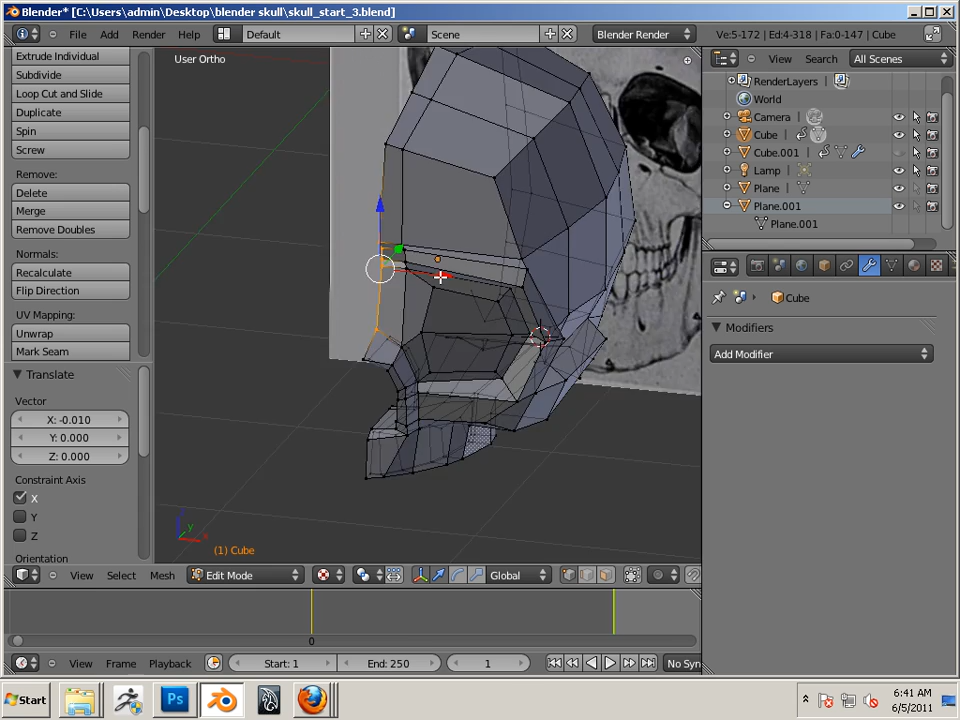 Blender* [C:\Users\admin\Desktop\blender skull\skull_start_3.blend]
File Add Render Help Default Scene Blender Render Ve:5-172 | Ed:4-318 | Fa:0-147 | Cube
Extrude Individual
Subdivide
Loop Cut and Slide
Duplicate
Spin
Screw
Remove:
Delete
Merge
Remove Doubles
Normals:
Recalculate
Flip Direction
UV Mapping:
Unwrap
Mark Seam
Translate
Vector
X: -0.010
Y: 0.000
Z: 0.000
Constraint Axis
X
Y
Z
Orientation
User Ortho
z
y
x
(1) Cube
View Select Mesh Edit Mode Global
0
View Frame Playback Start: 1 End: 250 1 No Syn
View Search All Scenes
RenderLayers
World
Camera
Cube
Cube.001
Lamp
Plane
Plane.001
Plane.001
Cube
Modifiers
Add Modifier
Start
Ps
6:41 AM
6/5/2011